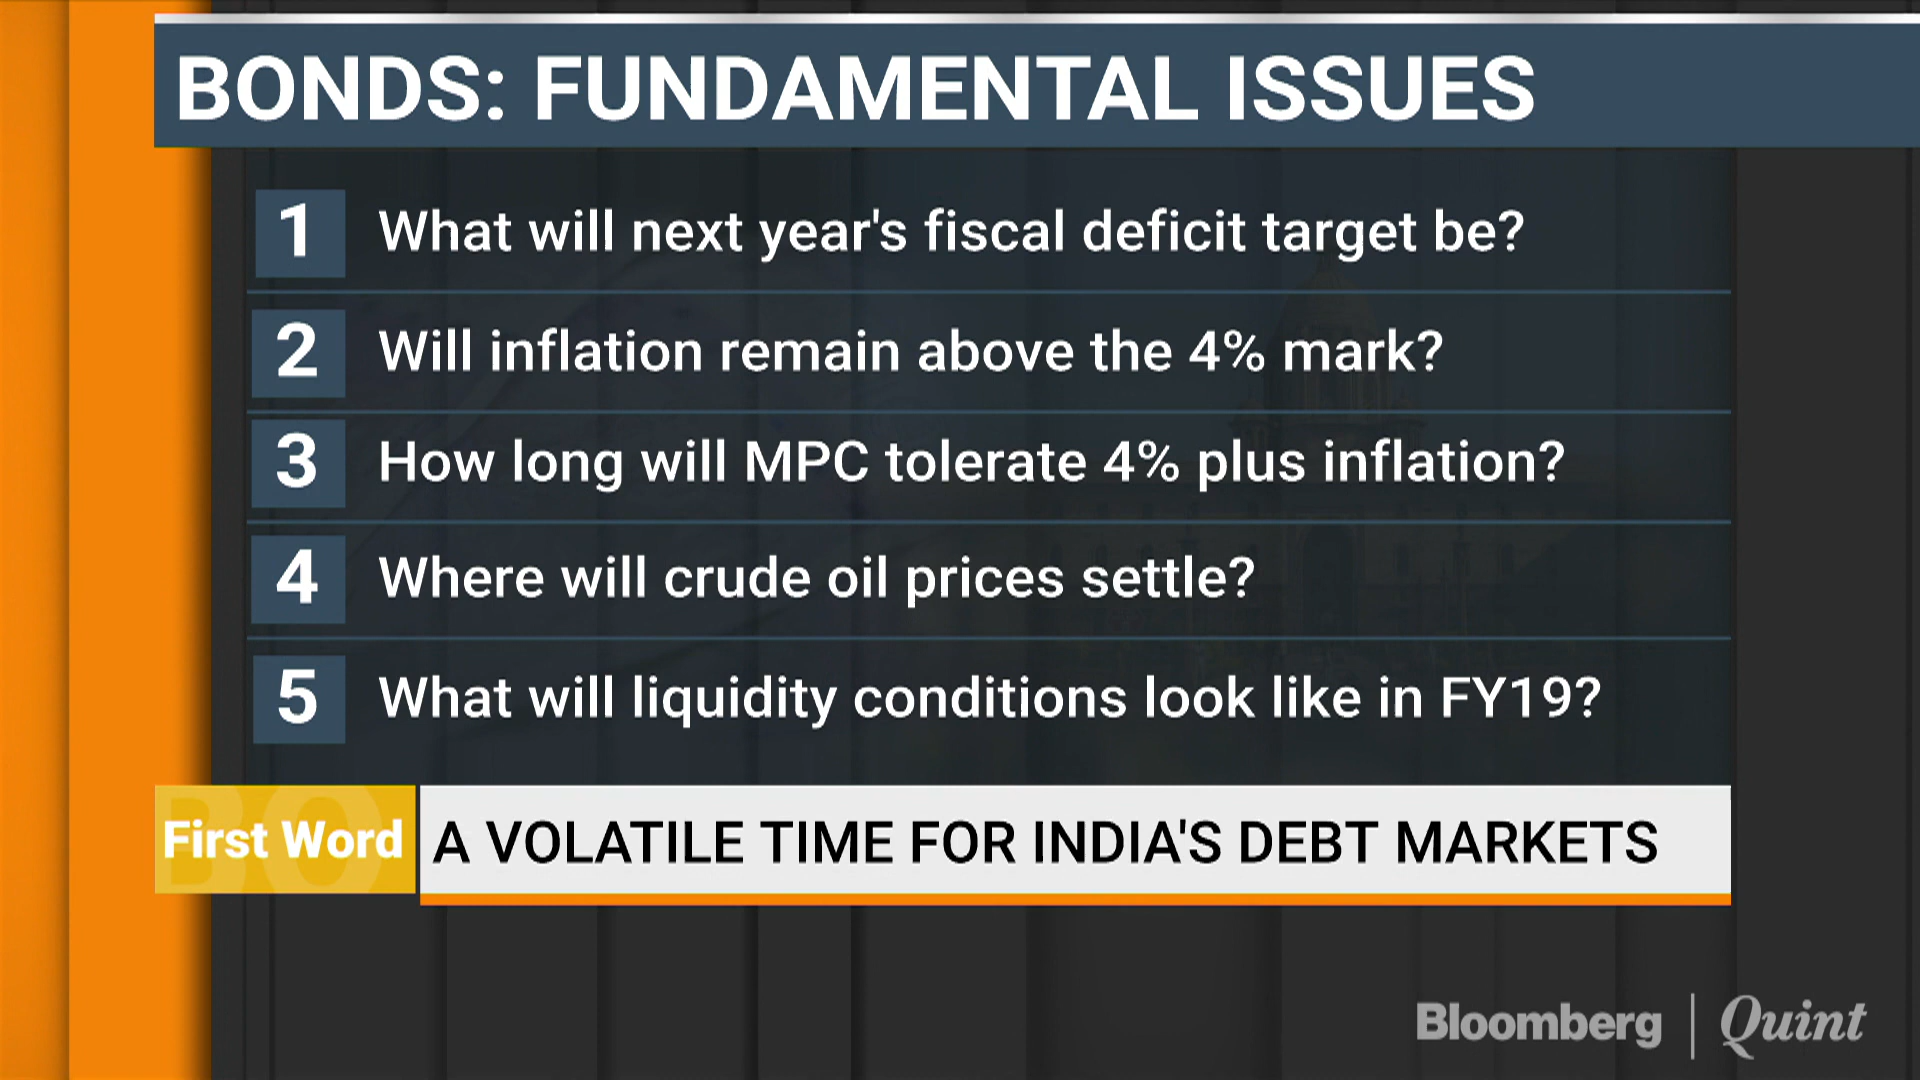 BONDS: FUNDAMENTAL ISSUES
1 What will next year's fiscal deficit target be?
2 Will inflation remain above the 4% mark?
3 How long will MPC tolerate 4% plus inflation?
4 Where will crude oil prices settle?
5 What will liquidity conditions look like in FY19?
First Word A VOLATILE TIME FOR INDIA'S DEBT MARKETS
Bloomberg | Quint